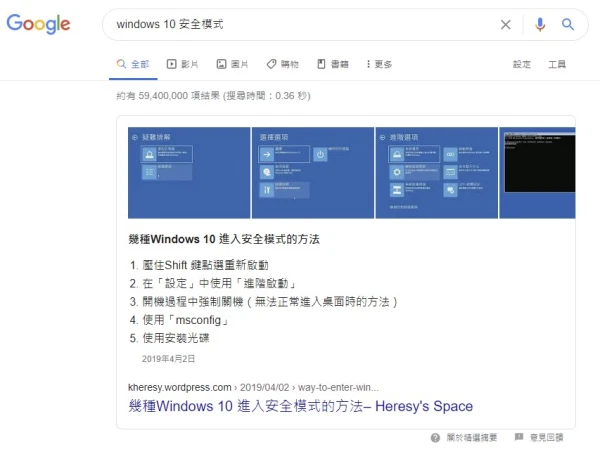 Google
windows 10 安全模式
全部 影片 圖片 購物 書籍 更多 設定 工具
約有 59,400,000 項結果 (搜尋時間：0.36 秒)
疑難排解 選擇選項 進階選項
幾種Windows 10 進入安全模式的方法
1. 壓住Shift 鍵點選重新啟動
2. 在「設定」中使用「進階啟動」
3. 開機過程中強制關機（無法正常進入桌面時的方法）
4. 使用「msconfig」
5. 使用安裝光碟
2019年4月2日
kheresy.wordpress.com › 2019/04/02 › way-to-enter-win...
幾種Windows 10 進入安全模式的方法– Heresy's Space
關於精選摘要 意見回饋